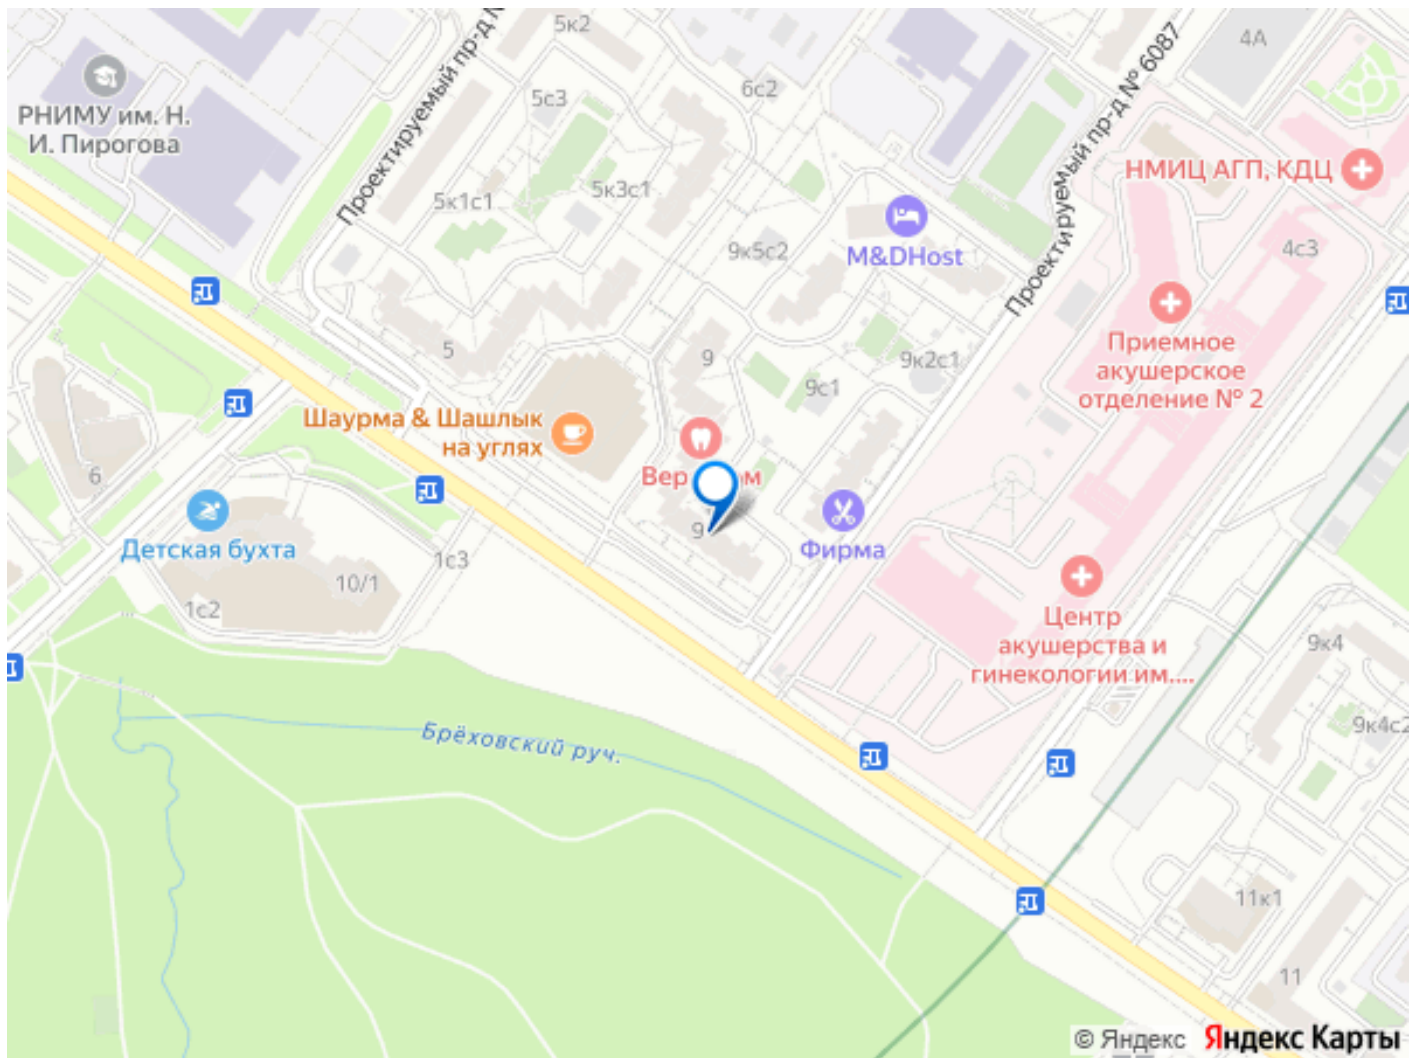 5к2
Проектируемый пр-д №
4А
6с2
5с3
РНИМУ им. Н.
И. Пирогова
Проектируемый пр-д № 6087
НМИЦ АГП, КДЦ
5к3с1
5к1с1
9к5с2
M&DHost
4с3
5
9
9к2с1
9с1
Приемное
акушерское
отделение № 2
Шаурма & Шашлык
на углях
6
9
Фирма
Детская бухта
1с3
10/1
1с2
Центр
акушерства и
гинекологии им....
9к4
9к4с2
Брёховский руч.
11к1
11
© Яндекс Яндекс Карты